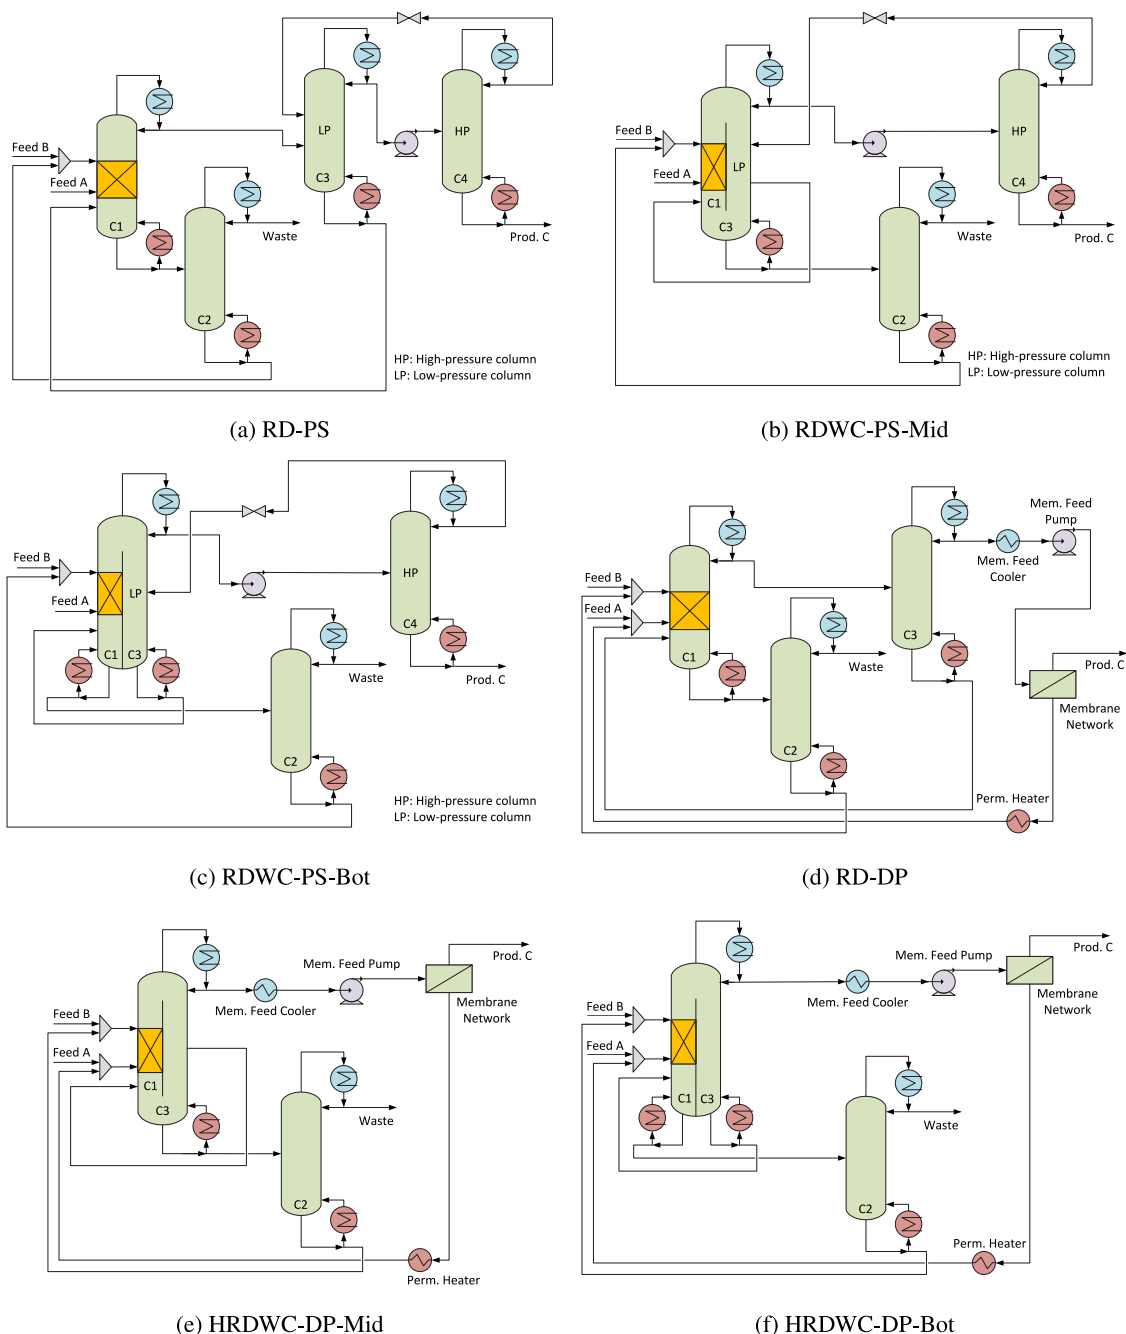 Feed B
Feed A
C1
C2
Waste
LP
C3
HP
C4
Prod. C
HP: High-pressure column
LP: Low-pressure column
(a) RD-PS
Feed B
Feed A
LP
C1
C3
C2
Waste
HP
C4
Prod. C
HP: High-pressure column
LP: Low-pressure column
(b) RDWC-PS-Mid
Feed B
Feed A
LP
C1
C3
C2
Waste
HP
C4
Prod. C
HP: High-pressure column
LP: Low-pressure column
(c) RDWC-PS-Bot
Feed B
Feed A
C1
C2
Waste
C3
Mem. Feed
Cooler
Mem. Feed
Pump
Prod. C
Membrane
Network
Perm. Heater
(d) RD-DP
Feed B
Feed A
C1
C3
C2
Waste
Mem. Feed Cooler
Mem. Feed Pump
Prod. C
Membrane
Network
Perm. Heater
(e) HRDWC-DP-Mid
Feed B
Feed A
C1
C3
C2
Waste
Mem. Feed Cooler
Mem. Feed Pump
Prod. C
Membrane
Network
Perm. Heater
(f) HRDWC-DP-Bot